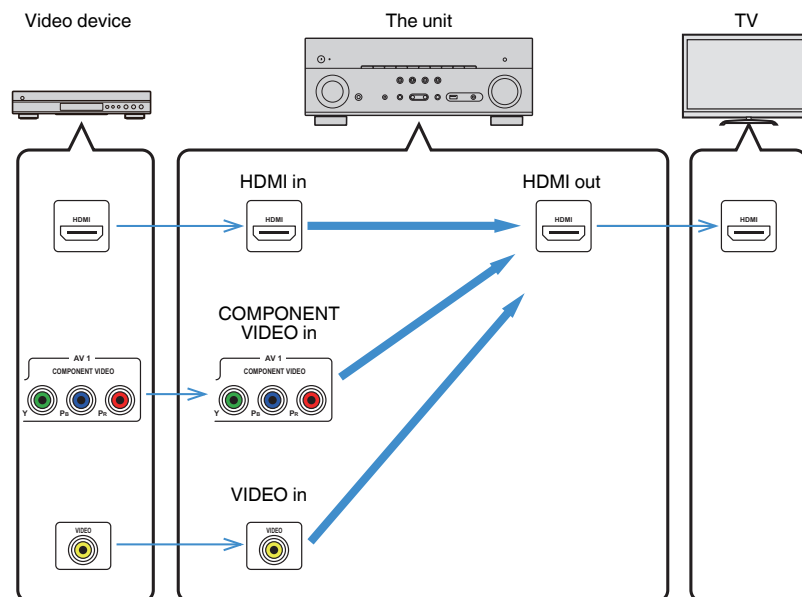 Video device
The unit
TV
HDMI in
HDMI out
HDMI
HDMI
HDMI
HDMI
COMPONENT
VIDEO in
AV 1
COMPONENT VIDEO
Y PB PR
AV 1
COMPONENT VIDEO
Y PB PR
VIDEO in
VIDEO
VIDEO